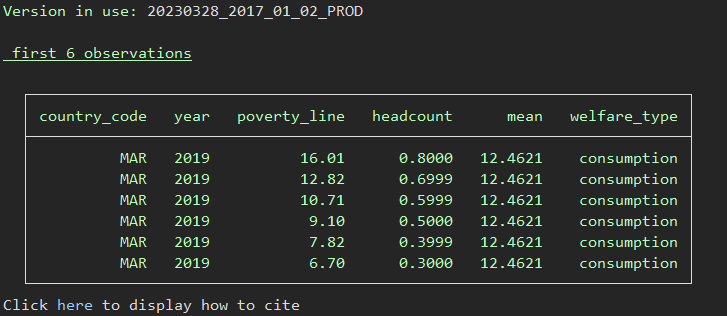 Version in use: 20230328_2017_01_02_PROD
first 6 observations
country_code year poverty_line headcount mean welfare_type
MAR 2019 16.01 0.8000 12.4621 consumption
MAR 2019 12.82 0.6999 12.4621 consumption
MAR 2019 10.71 0.5999 12.4621 consumption
MAR 2019 9.10 0.5000 12.4621 consumption
MAR 2019 7.82 0.3999 12.4621 consumption
MAR 2019 6.70 0.3000 12.4621 consumption
Click here to display how to cite